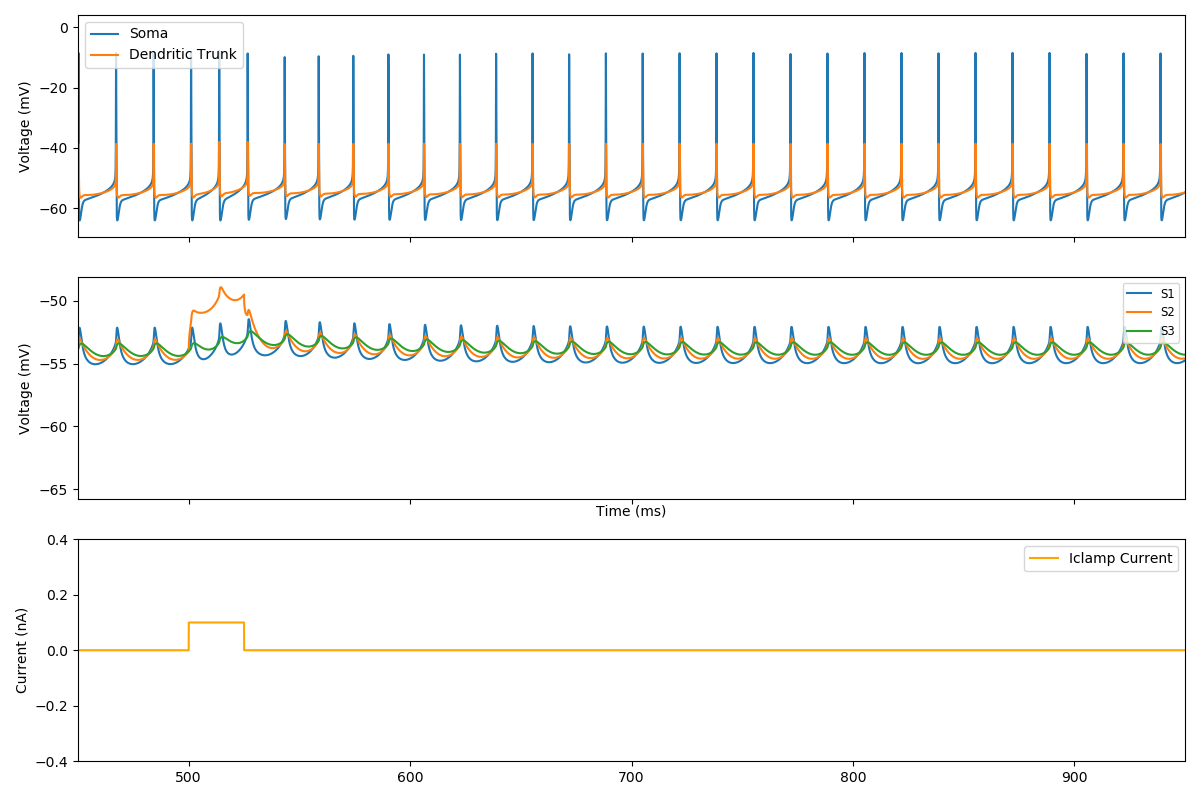 Soma
Dendritic Trunk
Voltage (mV)
0
−20
−40
−60
S1
S2
S3
Voltage (mV)
−50
−55
−60
−65
Time (ms)
Iclamp Current
Current (nA)
0.4
0.2
0.0
−0.2
−0.4
500 600 700 800 900